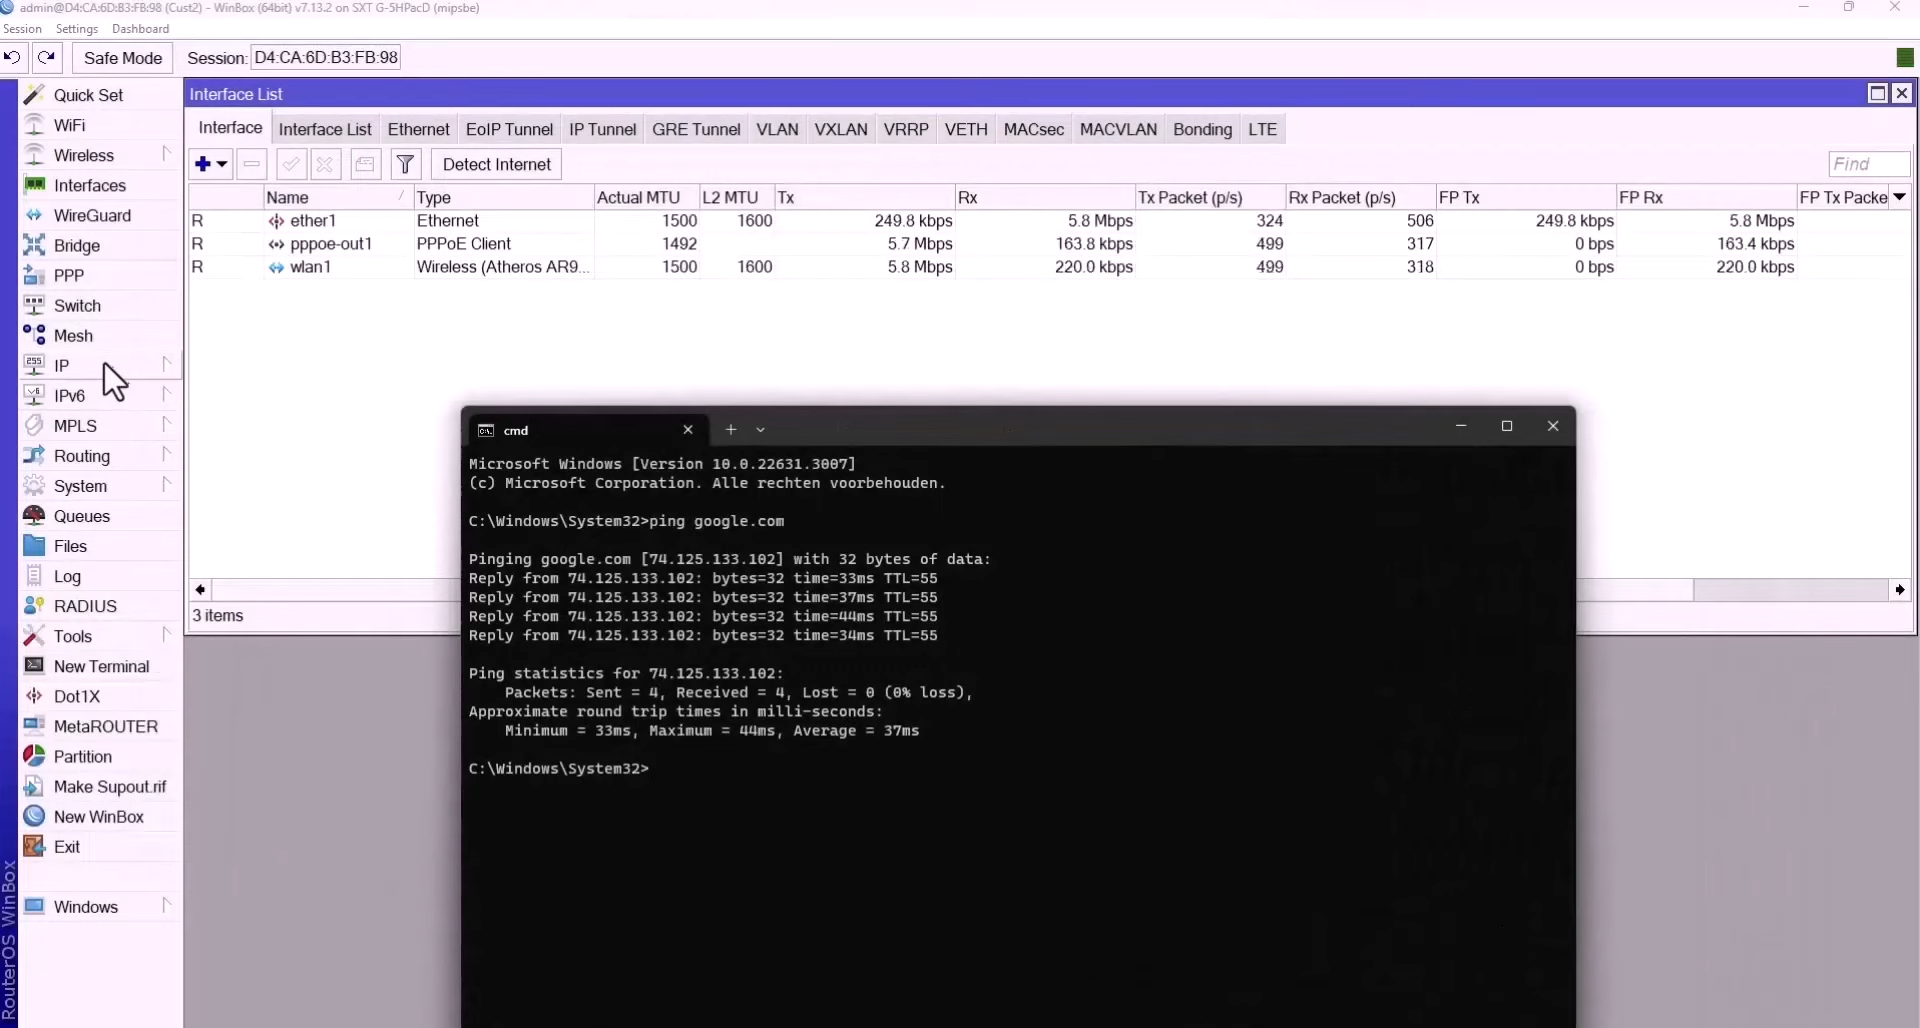 admin@D4:CA:6D:B3:FB:98 (Cust2) - WinBox (64bit) v7.13.2 on SXT G-5HPacD (mipsbe)
Session Settings Dashboard
Safe Mode Session: D4:CA:6D:B3:FB:98
Quick Set
WiFi
Wireless
Interfaces
WireGuard
Bridge
PPP
Switch
Mesh
IP
IPv6
MPLS
Routing
System
Queues
Files
Log
RADIUS
Tools
New Terminal
Dot1X
MetaROUTER
Partition
Make Supout.rif
New WinBox
Exit
Windows
RouterOS WinBox
Interface List
Interface Interface List Ethernet EoIP Tunnel IP Tunnel GRE Tunnel VLAN VXLAN VRRP VETH MACsec MACVLAN Bonding LTE
Detect Internet Find
Name Type Actual MTU L2 MTU Tx Rx Tx Packet (p/s) Rx Packet (p/s) FP Tx FP Rx FP Tx Packe
R ether1 Ethernet 1500 1600 249.8 kbps 5.8 Mbps 324 506 249.8 kbps 5.8 Mbps
R pppoe-out1 PPPoE Client 1492 5.7 Mbps 163.8 kbps 499 317 0 bps 163.4 kbps
R wlan1 Wireless (Atheros AR9... 1500 1600 5.8 Mbps 220.0 kbps 499 318 0 bps 220.0 kbps
3 items
cmd
Microsoft Windows [Version 10.0.22631.3007]
(c) Microsoft Corporation. Alle rechten voorbehouden.
C:\Windows\System32>ping google.com
Pinging google.com [74.125.133.102] with 32 bytes of data:
Reply from 74.125.133.102: bytes=32 time=33ms TTL=55
Reply from 74.125.133.102: bytes=32 time=37ms TTL=55
Reply from 74.125.133.102: bytes=32 time=44ms TTL=55
Reply from 74.125.133.102: bytes=32 time=34ms TTL=55
Ping statistics for 74.125.133.102:
Packets: Sent = 4, Received = 4, Lost = 0 (0% loss),
Approximate round trip times in milli-seconds:
Minimum = 33ms, Maximum = 44ms, Average = 37ms
C:\Windows\System32>